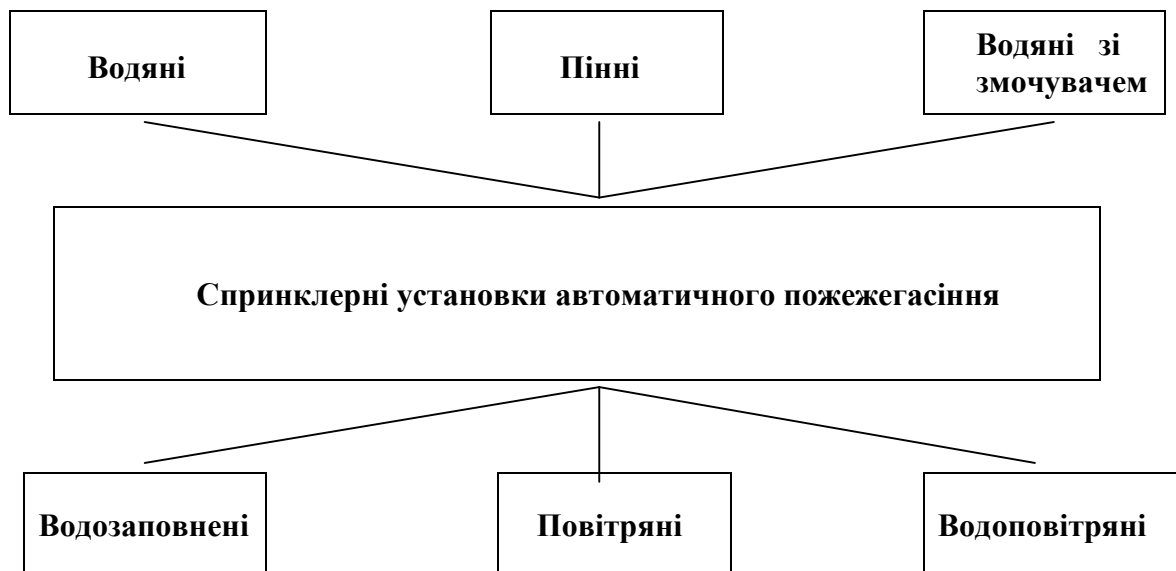 Водяні
Пінні
Водяні зі
змочувачем
Спринклерні установки автоматичного пожежегасіння
Водозаповнені
Повітряні
Водоповітряні